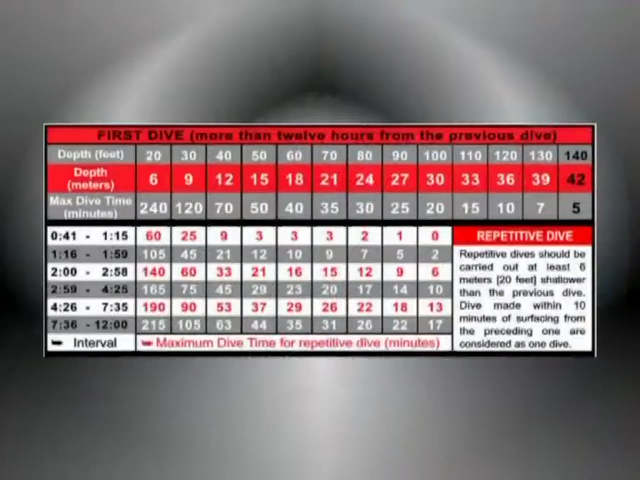 FIRST DIVE (more than twelve hours from the previous dive)
Depth (feet) 20 30 40 50 60 70 80 90 100 110 120 130 140
Depth (meters) 6 9 12 15 18 21 24 27 30 33 36 39 42
Max Dive Time (minutes) 240 120 70 50 40 35 30 25 20 15 10 7 5
0:41 - 1:15 60 25 9 3 3 3 2 1 0
1:16 - 1:59 105 45 21 12 10 9 7 5 2
2:00 - 2:58 140 60 33 21 16 15 12 9 6
2:59 - 4:25 165 75 45 29 23 20 17 14 10
4:26 - 7:35 190 90 53 37 29 26 22 18 13
7:36 - 12:00 215 105 63 44 35 31 26 22 17
Interval Maximum Dive Time for repetitive dive (minutes)
REPETITIVE DIVE
Repetitive dives should be
carried out at least 6
meters [20 feet] shallower
than the previous dive.
Dive made within 10
minutes of surfacing from
the preceding one are
considered as one dive.